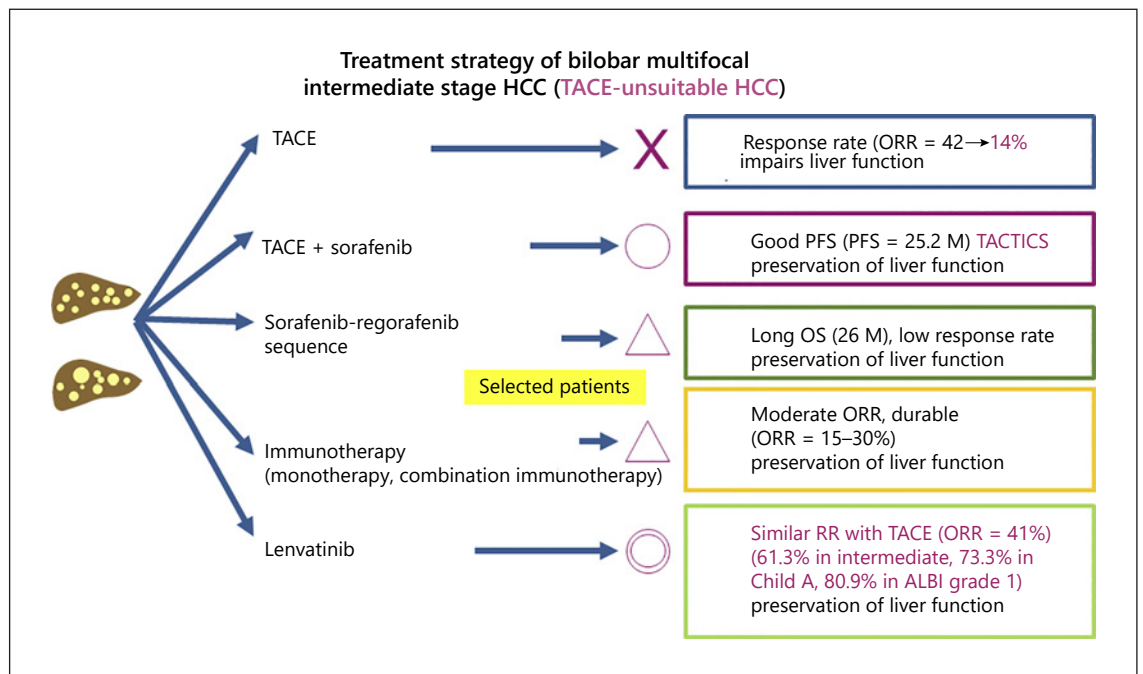 Treatment strategy of bilobar multifocal
intermediate stage HCC (TACE-unsuitable HCC)
TACE
X
Response rate (ORR = 42→14%
impairs liver function
TACE + sorafenib
Good PFS (PFS = 25.2 M) TACTICS
preservation of liver function
Sorafenib-regorafenib
sequence
Long OS (26 M), low response rate
preservation of liver function
Selected patients
Immunotherapy
(monotherapy, combination immunotherapy)
Moderate ORR, durable
(ORR = 15–30%)
preservation of liver function
Lenvatinib
Similar RR with TACE (ORR = 41%)
(61.3% in intermediate, 73.3% in
Child A, 80.9% in ALBI grade 1)
preservation of liver function